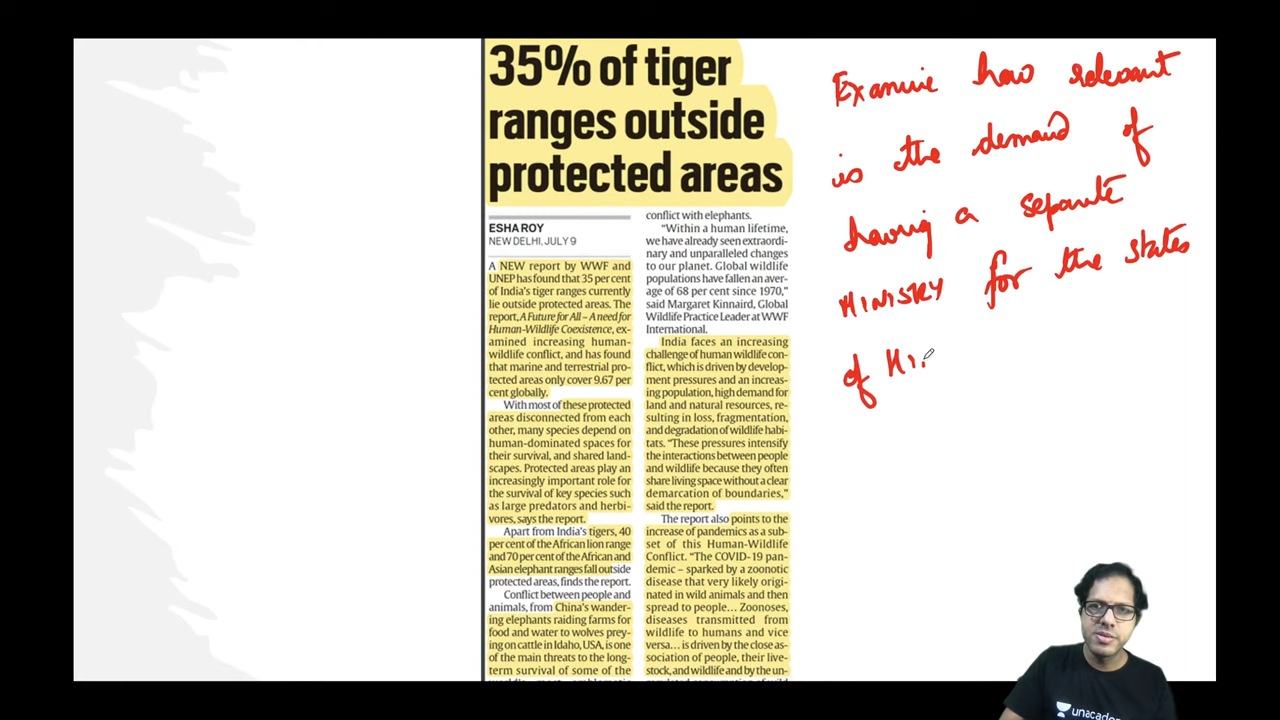 35% of tiger
ranges outside
protected areas
ESHA ROY
NEW DELHI, JULY 9
A NEW report by WWF and
UNEP has found that 35 per cent
of India's tiger ranges currently
lie outside protected areas. The
report, A Future for All – A need for
Human-Wildlife Coexistence, ex-
amined increasing human-
wildlife conflict, and has found
that marine and terrestrial pro-
tected areas only cover 9.67 per
cent globally.
With most of these protected
areas disconnected from each
other, many species depend on
human-dominated spaces for
their survival, and shared land-
scapes. Protected areas play an
increasingly important role for
the survival of key species such
as large predators and herbi-
vores, says the report.
Apart from India's tigers, 40
per cent of the African lion range
and 70 per cent of the African and
Asian elephant ranges fall outside
protected areas, finds the report.
Conflict between people and
animals, from China's wander-
ing elephants raiding farms for
food and water to wolves prey-
ing on cattle in Idaho, USA, is one
of the main threats to the long-
term survival of some of the
conflict with elephants.
"Within a human lifetime,
we have already seen extraordi-
nary and unparalleled changes
to our planet. Global wildlife
populations have fallen an aver-
age of 68 per cent since 1970,"
said Margaret Kinnaird, Global
Wildlife Practice Leader at WWF
International.
India faces an increasing
challenge of human wildlife con-
flict, which is driven by develop-
ment pressures and an increas-
ing population, high demand for
land and natural resources, re-
sulting in loss, fragmentation,
and degradation of wildlife habi-
tats. "These pressures intensify
the interactions between people
and wildlife because they often
share living space without a clear
demarcation of boundaries,"
said the report.
The report also points to the
increase of pandemics as a sub-
set of this Human-Wildlife
Conflict. "The COVID-19 pan-
demic – sparked by a zoonotic
disease that very likely origi-
nated in wild animals and then
spread to people... Zoonoses,
diseases transmitted from
wildlife to humans and vice
versa... is driven by the close as-
sociation of people, their live-
stock, and wildlife and by the un-
Examine how relevant
is the demand of
having a separate
MINISRY for the states
of Hi
unacade